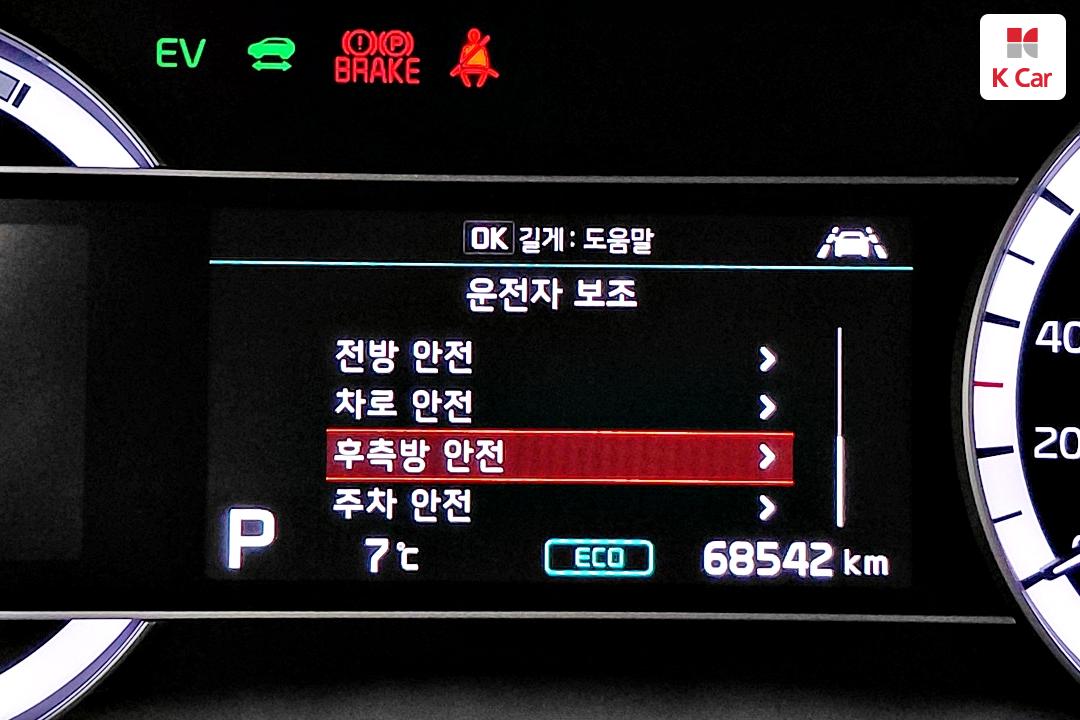 EV
(!)(P)
BRAKE
K Car
OK 길게 : 도움말
운전자 보조
전방 안전
차로 안전
후측방 안전
주차 안전
P
7℃
ECO
68542 km
40
20